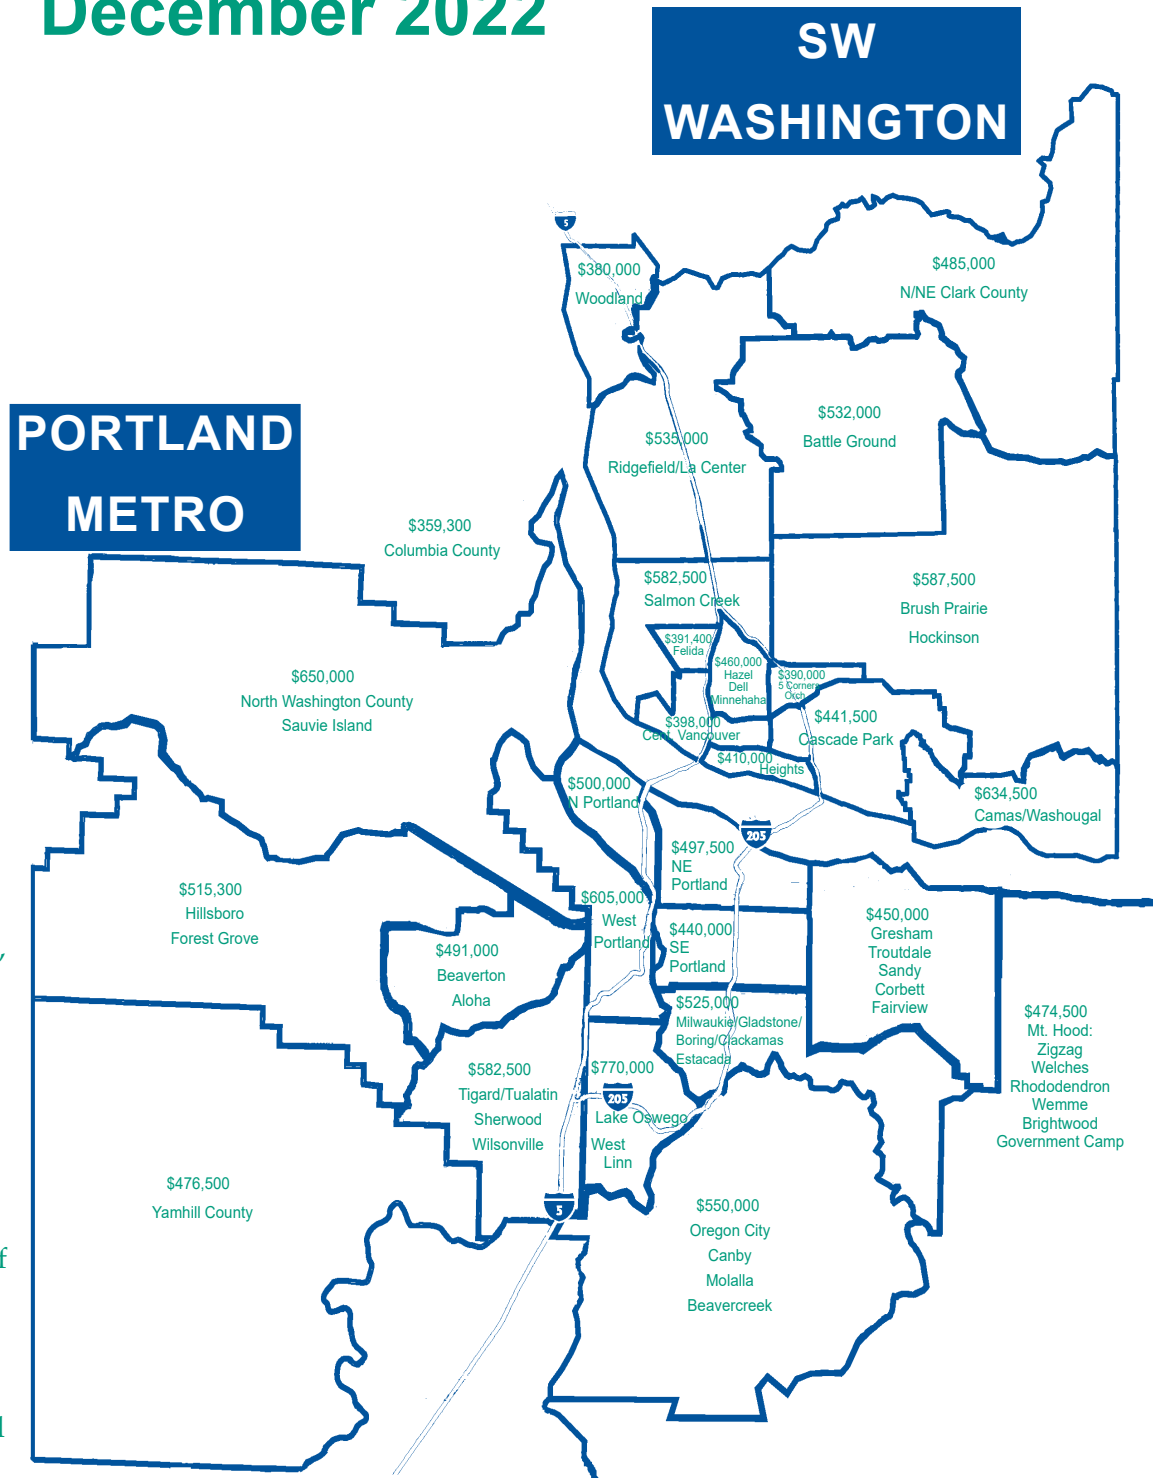 December 2022
SW
WASHINGTON
5
$380,000
Woodland
$485,000
N/NE Clark County
$532,000
Battle Ground
$535,000
Ridgefield/La Center
PORTLAND
METRO
$359,300
Columbia County
$582,500
Salmon Creek
$587,500
Brush Prairie
Hockinson
$391,400
Felida
$460,000
Hazel
Dell
Minnehaha
$390,000
5 Corners
Orch.
$650,000
North Washington County
Sauvie Island
$398,000
Cent. Vancouver
$441,500
Cascade Park
$410,000
Heights
$500,000
N Portland
$634,500
Camas/Washougal
205
$497,500
NE
Portland
$515,300
Hillsboro
Forest Grove
$605,000
West
Portland
$440,000
SE
Portland
$450,000
Gresham
Troutdale
Sandy
Corbett
Fairview
$491,000
Beaverton
Aloha
$525,000
Milwaukie/Gladstone/
Boring/Clackamas
Estacada
$474,500
Mt. Hood:
Zigzag
Welches
Rhododendron
Wemme
Brightwood
Government Camp
$582,500
Tigard/Tualatin
Sherwood
Wilsonville
$770,000
205
Lake Oswego
West
Linn
$476,500
Yamhill County
5
$550,000
Oregon City
Canby
Molalla
Beavercreek
f
l